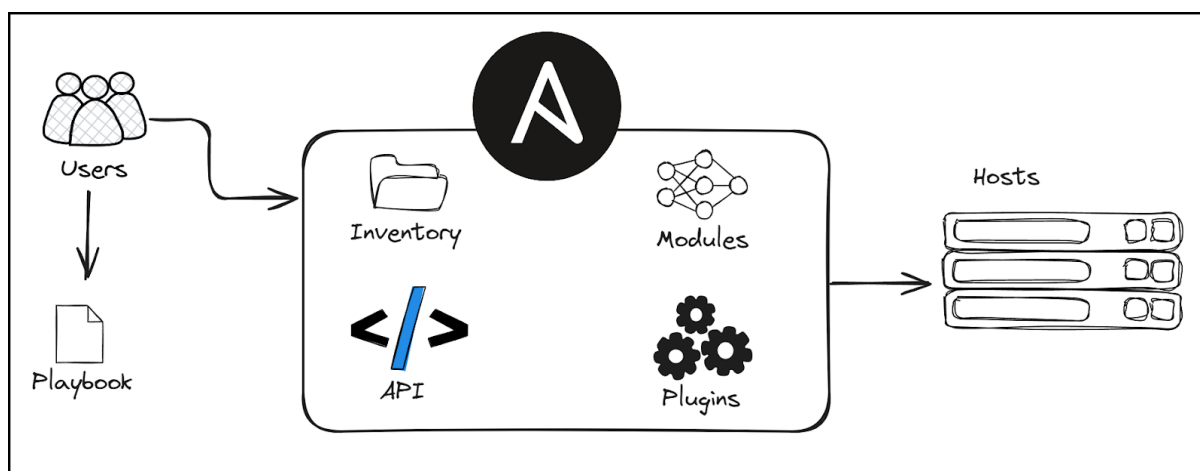 Users
Playbook
Inventory
Modules
API
Plugins
Hosts